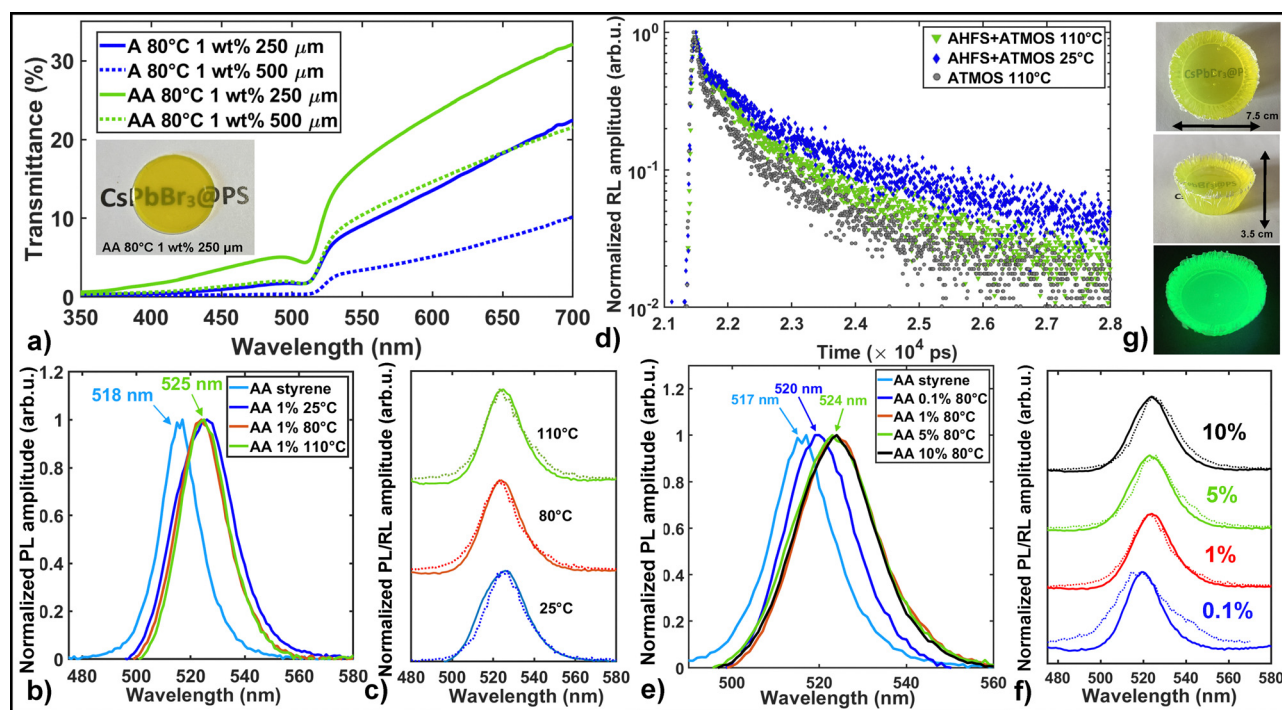 Transmittance (%)
30
20
10
0
A 80°C 1 wt% 250 μm
A 80°C 1 wt% 500 μm
AA 80°C 1 wt% 250 μm
AA 80°C 1 wt% 500 μm
CsPbBr₃@PS
AA 80°C 1 wt% 250 μm
350 400 450 500 550 600 650 700
Wavelength (nm)
a)
d)
Normalized RL amplitude (arb.u.)
10⁰
10⁻¹
10⁻²
AHFS+ATMOS 110°C
AHFS+ATMOS 25°C
ATMOS 110°C
2.1 2.2 2.3 2.4 2.5 2.6 2.7 2.8
Time (× 10⁴ ps)
CsPbBr₃@PS
7.5 cm
3.5 cm
g)
Normalized PL amplitude (arb.u.)
1.2
1
0.8
0.6
0.4
0.2
0
518 nm
525 nm
AA styrene
AA 1% 25°C
AA 1% 80°C
AA 1% 110°C
480 500 520 540 560 580
b) Wavelength (nm)
Normalized PL/RL amplitude (arb.u.)
110°C
80°C
25°C
480 500 520 540 560 580
c) Wavelength (nm)
Normalized PL amplitude (arb.u.)
1.2
1
0.8
0.6
0.4
0.2
0
517 nm
520 nm
524 nm
AA styrene
AA 0.1% 80°C
AA 1% 80°C
AA 5% 80°C
AA 10% 80°C
500 520 540 560
e) Wavelength (nm)
Normalized PL/RL amplitude (arb.u.)
10%
5%
1%
0.1%
480 500 520 540 560 580
f) Wavelength (nm)